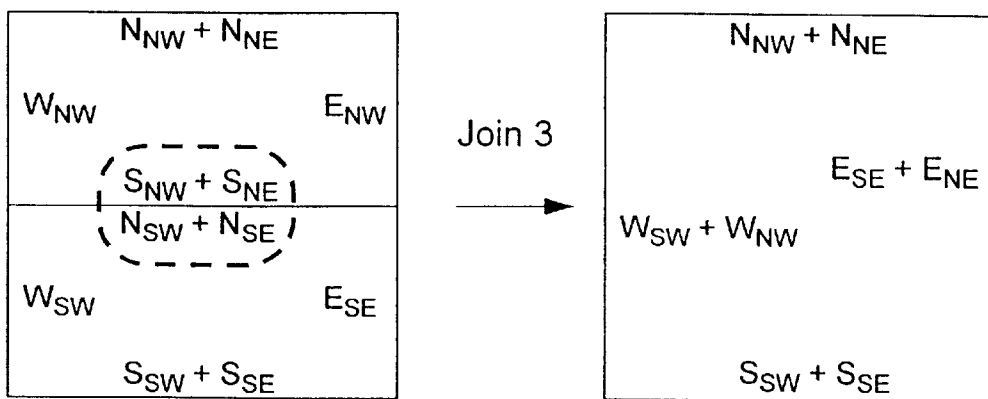 N_NW + N_NE
W_NW E_NW
S_NW + S_NE
N_SW + N_SE
W_SW E_SE
S_SW + S_SE
Join 3
N_NW + N_NE
E_SE + E_NE
W_SW + W_NW
S_SW + S_SE